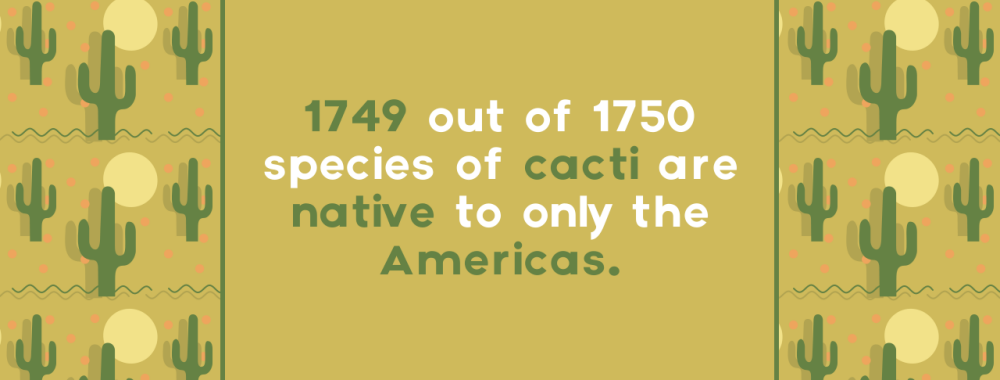 1749 out of 1750
species of cacti are
native to only the
Americas.